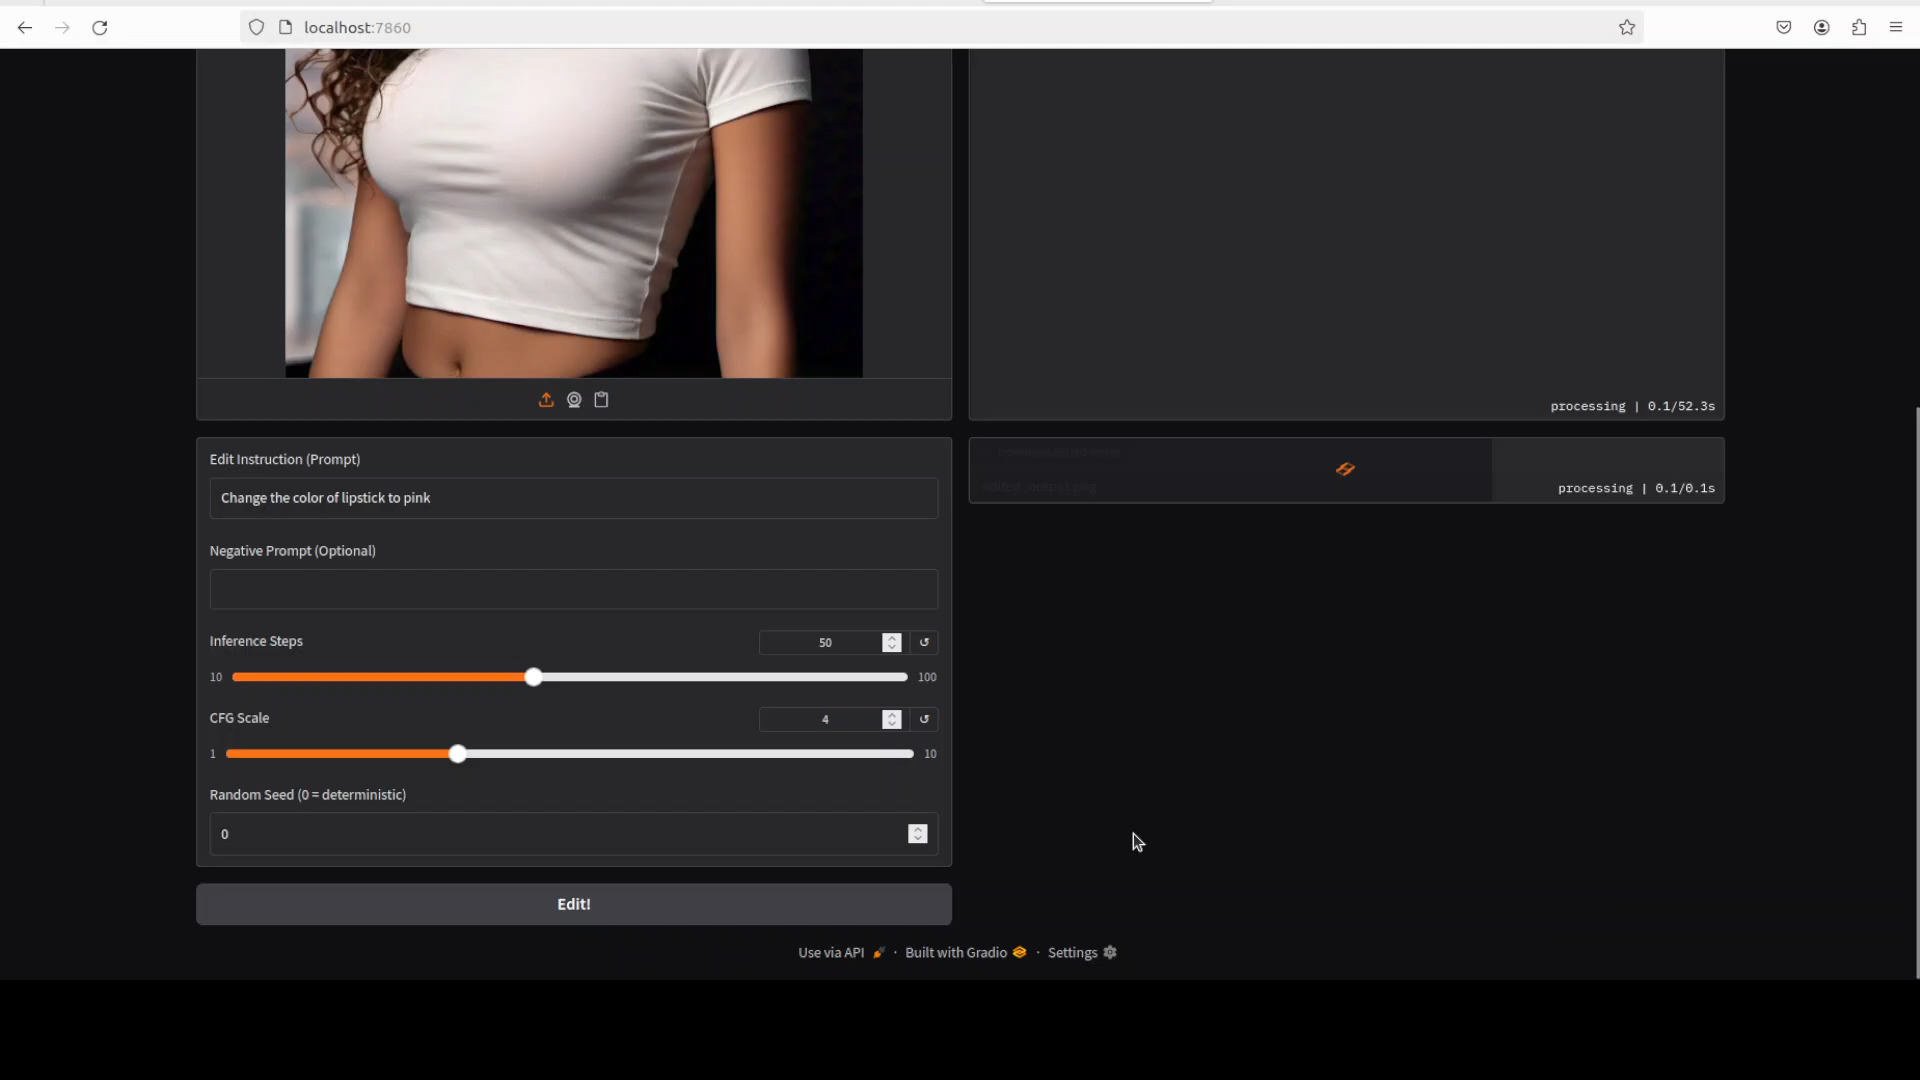 localhost:7860
processing | 0.1/52.3s
Edit Instruction (Prompt)
Change the color of lipstick to pink
processing | 0.1/0.1s
Negative Prompt (Optional)
Inference Steps
50
10
100
CFG Scale
4
1
10
Random Seed (0 = deterministic)
0
Edit!
Use via API · Built with Gradio · Settings